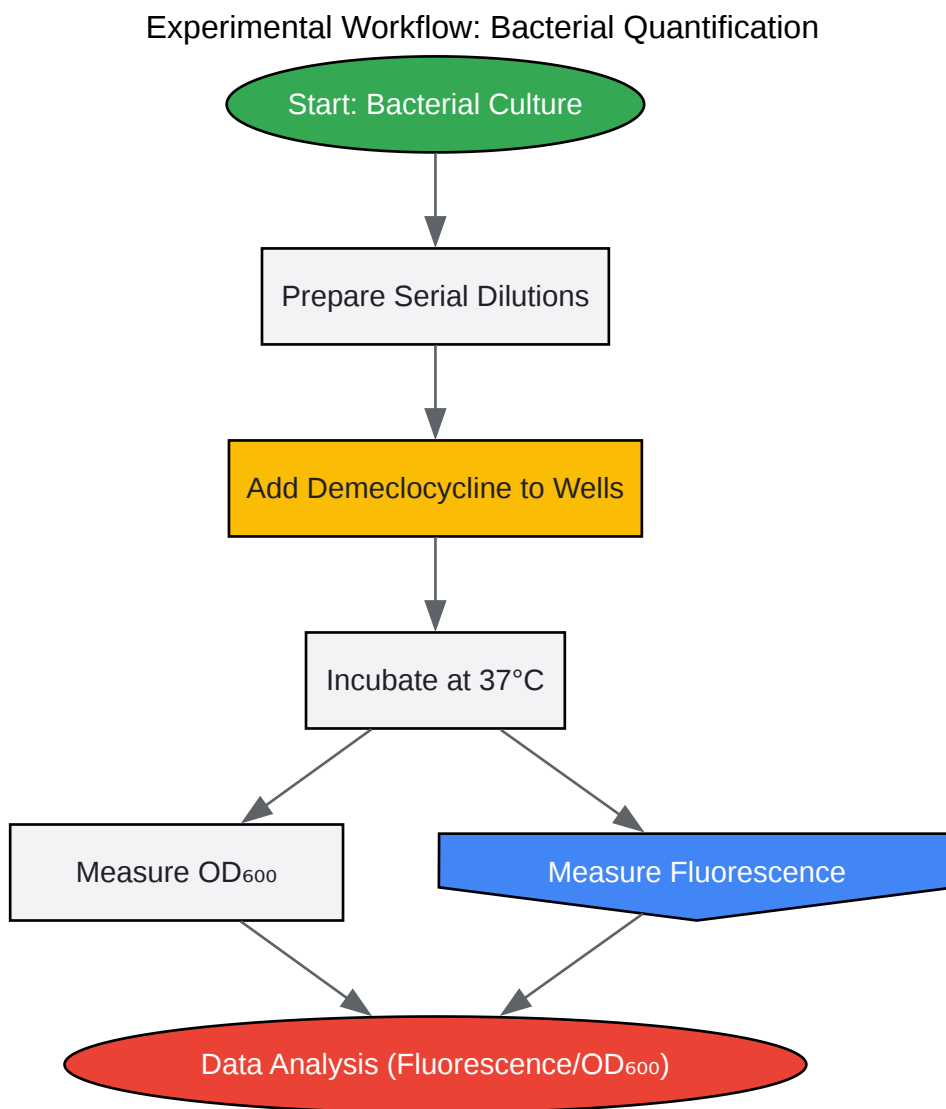 Experimental Workflow: Bacterial Quantification
Start: Bacterial Culture
Prepare Serial Dilutions
Add Demeclocycline to Wells
Incubate at 37°C
Measure OD₆₀₀
Measure Fluorescence
Data Analysis (Fluorescence/OD₆₀₀)